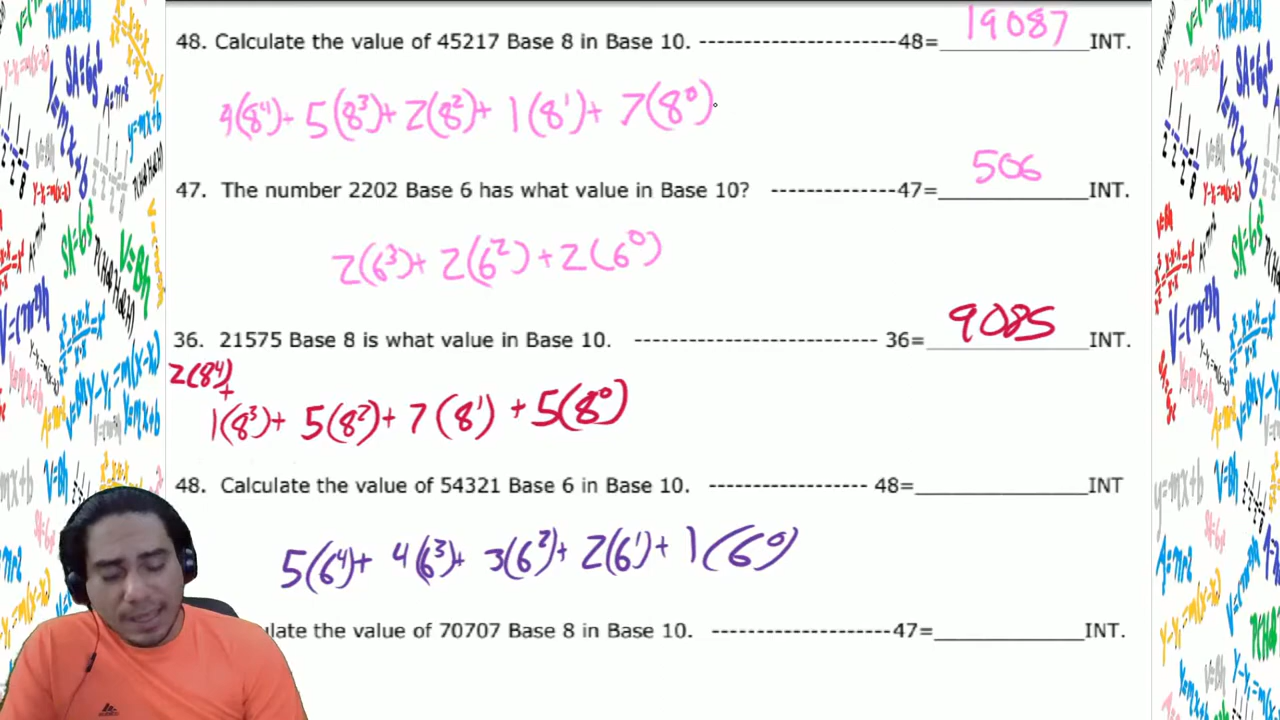 48. Calculate the value of 45217 Base 8 in Base 10. --------------------48= 19087 INT.
4(8⁴)+ 5(8³)+ 2(8²)+ 1(8¹)+ 7(8⁰)
47. The number 2202 Base 6 has what value in Base 10? -------------47= 506 INT.
2(6³)+ 2(6²)+2(6⁰)
36. 21575 Base 8 is what value in Base 10. -------------------------- 36= 9085 INT.
2(8⁴)
+
1(8³)+ 5(8²)+ 7(8¹) +5(8⁰)
48. Calculate the value of 54321 Base 6 in Base 10. ---------------- 48=____________INT
5(6⁴)+ 4(6³)+ 3(6²)+ 2(6¹)+ 1(6⁰)
late the value of 70707 Base 8 in Base 10. ------------------47=____________INT.